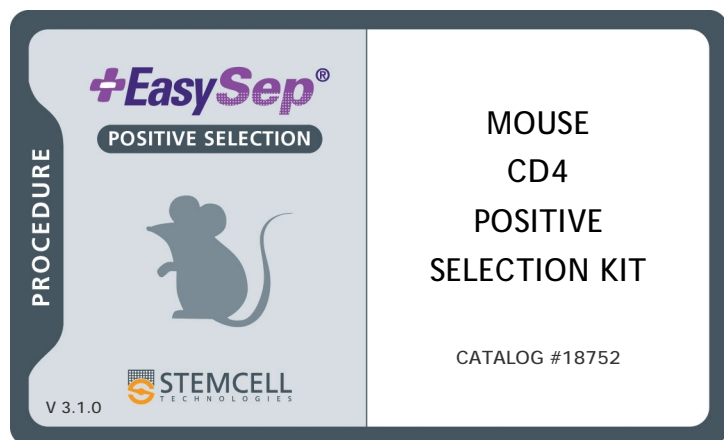 PROCEDURE
EasySep®
POSITIVE SELECTION
STEMCELL
TECHNOLOGIES
V 3.1.0
MOUSE
CD4
POSITIVE
SELECTION KIT
CATALOG #18752